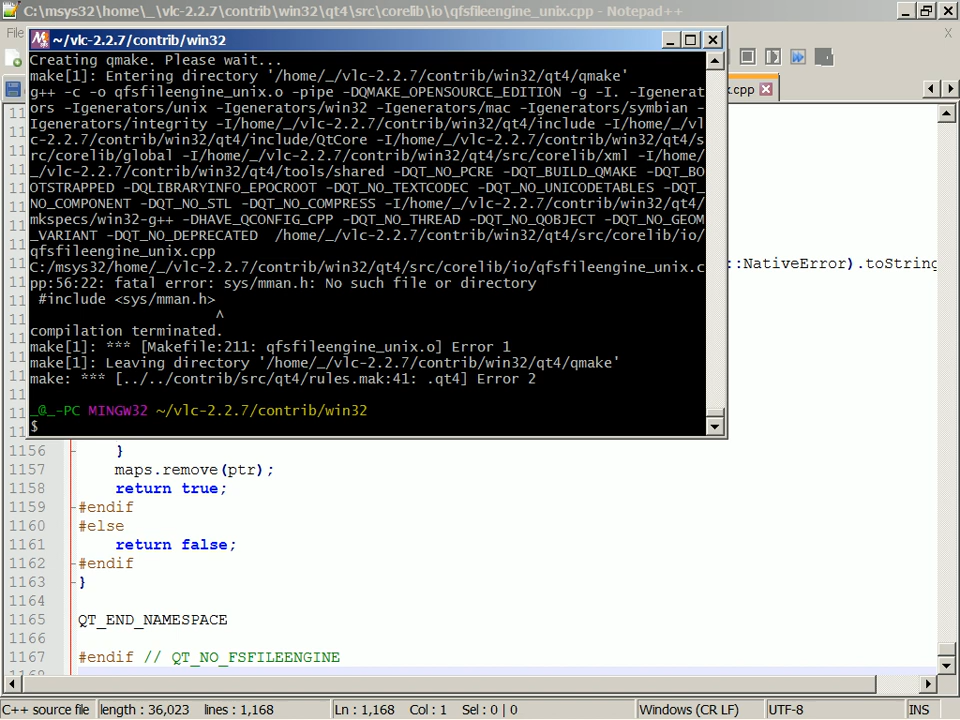 C:\msys32\home\_\vlc-2.2.7\contrib\win32\qt4\src\corelib\io\qfsfileengine_unix.cpp - Notepad++
~/vlc-2.2.7/contrib/win32
Creating qmake. Please wait...
make[1]: Entering directory '/home/_/vlc-2.2.7/contrib/win32/qt4/qmake'
g++ -c -o qfsfileengine_unix.o -pipe -DQMAKE_OPENSOURCE_EDITION -g -I. -Igenerat
ors -Igenerators/unix -Igenerators/win32 -Igenerators/mac -Igenerators/symbian -
Igenerators/integrity -I/home/_/vlc-2.2.7/contrib/win32/qt4/include -I/home/_/vl
c-2.2.7/contrib/win32/qt4/include/QtCore -I/home/_/vlc-2.2.7/contrib/win32/qt4/s
rc/corelib/global -I/home/_/vlc-2.2.7/contrib/win32/qt4/src/corelib/xml -I/home/
_/vlc-2.2.7/contrib/win32/qt4/tools/shared -DQT_NO_PCRE -DQT_BUILD_QMAKE -DQT_BO
OTSTRAPPED -DQLIBRARYINFO_EPOCROOT -DQT_NO_TEXTCODEC -DQT_NO_UNICODETABLES -DQT_
NO_COMPONENT -DQT_NO_STL -DQT_NO_COMPRESS -I/home/_/vlc-2.2.7/contrib/win32/qt4/
mkspecs/win32-g++ -DHAVE_QCONFIG_CPP -DQT_NO_THREAD -DQT_NO_QOBJECT -DQT_NO_GEOM
_VARIANT -DQT_NO_DEPRECATED  /home/_/vlc-2.2.7/contrib/win32/qt4/src/corelib/io/
qfsfileengine_unix.cpp
C:/msys32/home/_/vlc-2.2.7/contrib/win32/qt4/src/corelib/io/qfsfileengine_unix.c
pp:56:22: fatal error: sys/mman.h: No such file or directory
 #include <sys/mman.h>
^
compilation terminated.
make[1]: *** [Makefile:211: qfsfileengine_unix.o] Error 1
make[1]: Leaving directory '/home/_/vlc-2.2.7/contrib/win32/qt4/qmake'
make: *** [../../contrib/src/qt4/rules.mak:41: .qt4] Error 2
_@_-PC MINGW32 ~/vlc-2.2.7/contrib/win32
$
File
x.cpp
::NativeError).toString
1156 }
1157 maps.remove(ptr);
1158 return true;
1159 #endif
1160 #else
1161 return false;
1162 #endif
1163 }
1164
1165 QT_END_NAMESPACE
1166
1167 #endif // QT_NO_FSFILEENGINE
C++ source file length : 36,023 lines : 1,168 Ln : 1,168 Col : 1 Sel : 0 | 0 Windows (CR LF) UTF-8 INS